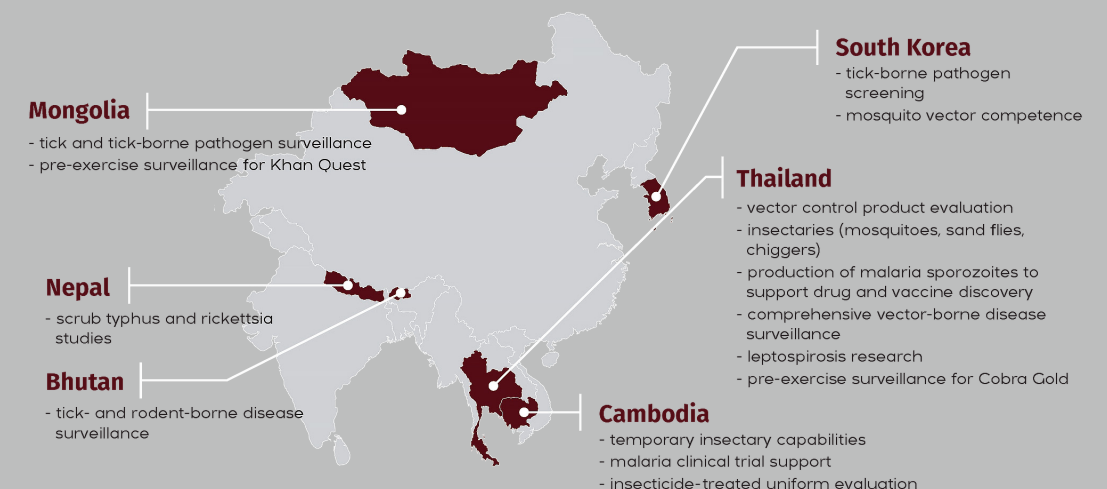 Mongolia
- tick and tick-borne pathogen surveillance
- pre-exercise surveillance for Khan Quest
Nepal
- scrub typhus and rickettsia
studies
Bhutan
- tick- and rodent-borne disease
surveillance
South Korea
- tick-borne pathogen
screening
- mosquito vector competence
Thailand
- vector control product evaluation
- insectaries (mosquitoes, sand flies,
chiggers)
- production of malaria sporozoites to
support drug and vaccine discovery
- comprehensive vector-borne disease
surveillance
- leptospirosis research
- pre-exercise surveillance for Cobra Gold
Cambodia
- temporary insectary capabilities
- malaria clinical trial support
- insecticide-treated uniform evaluation